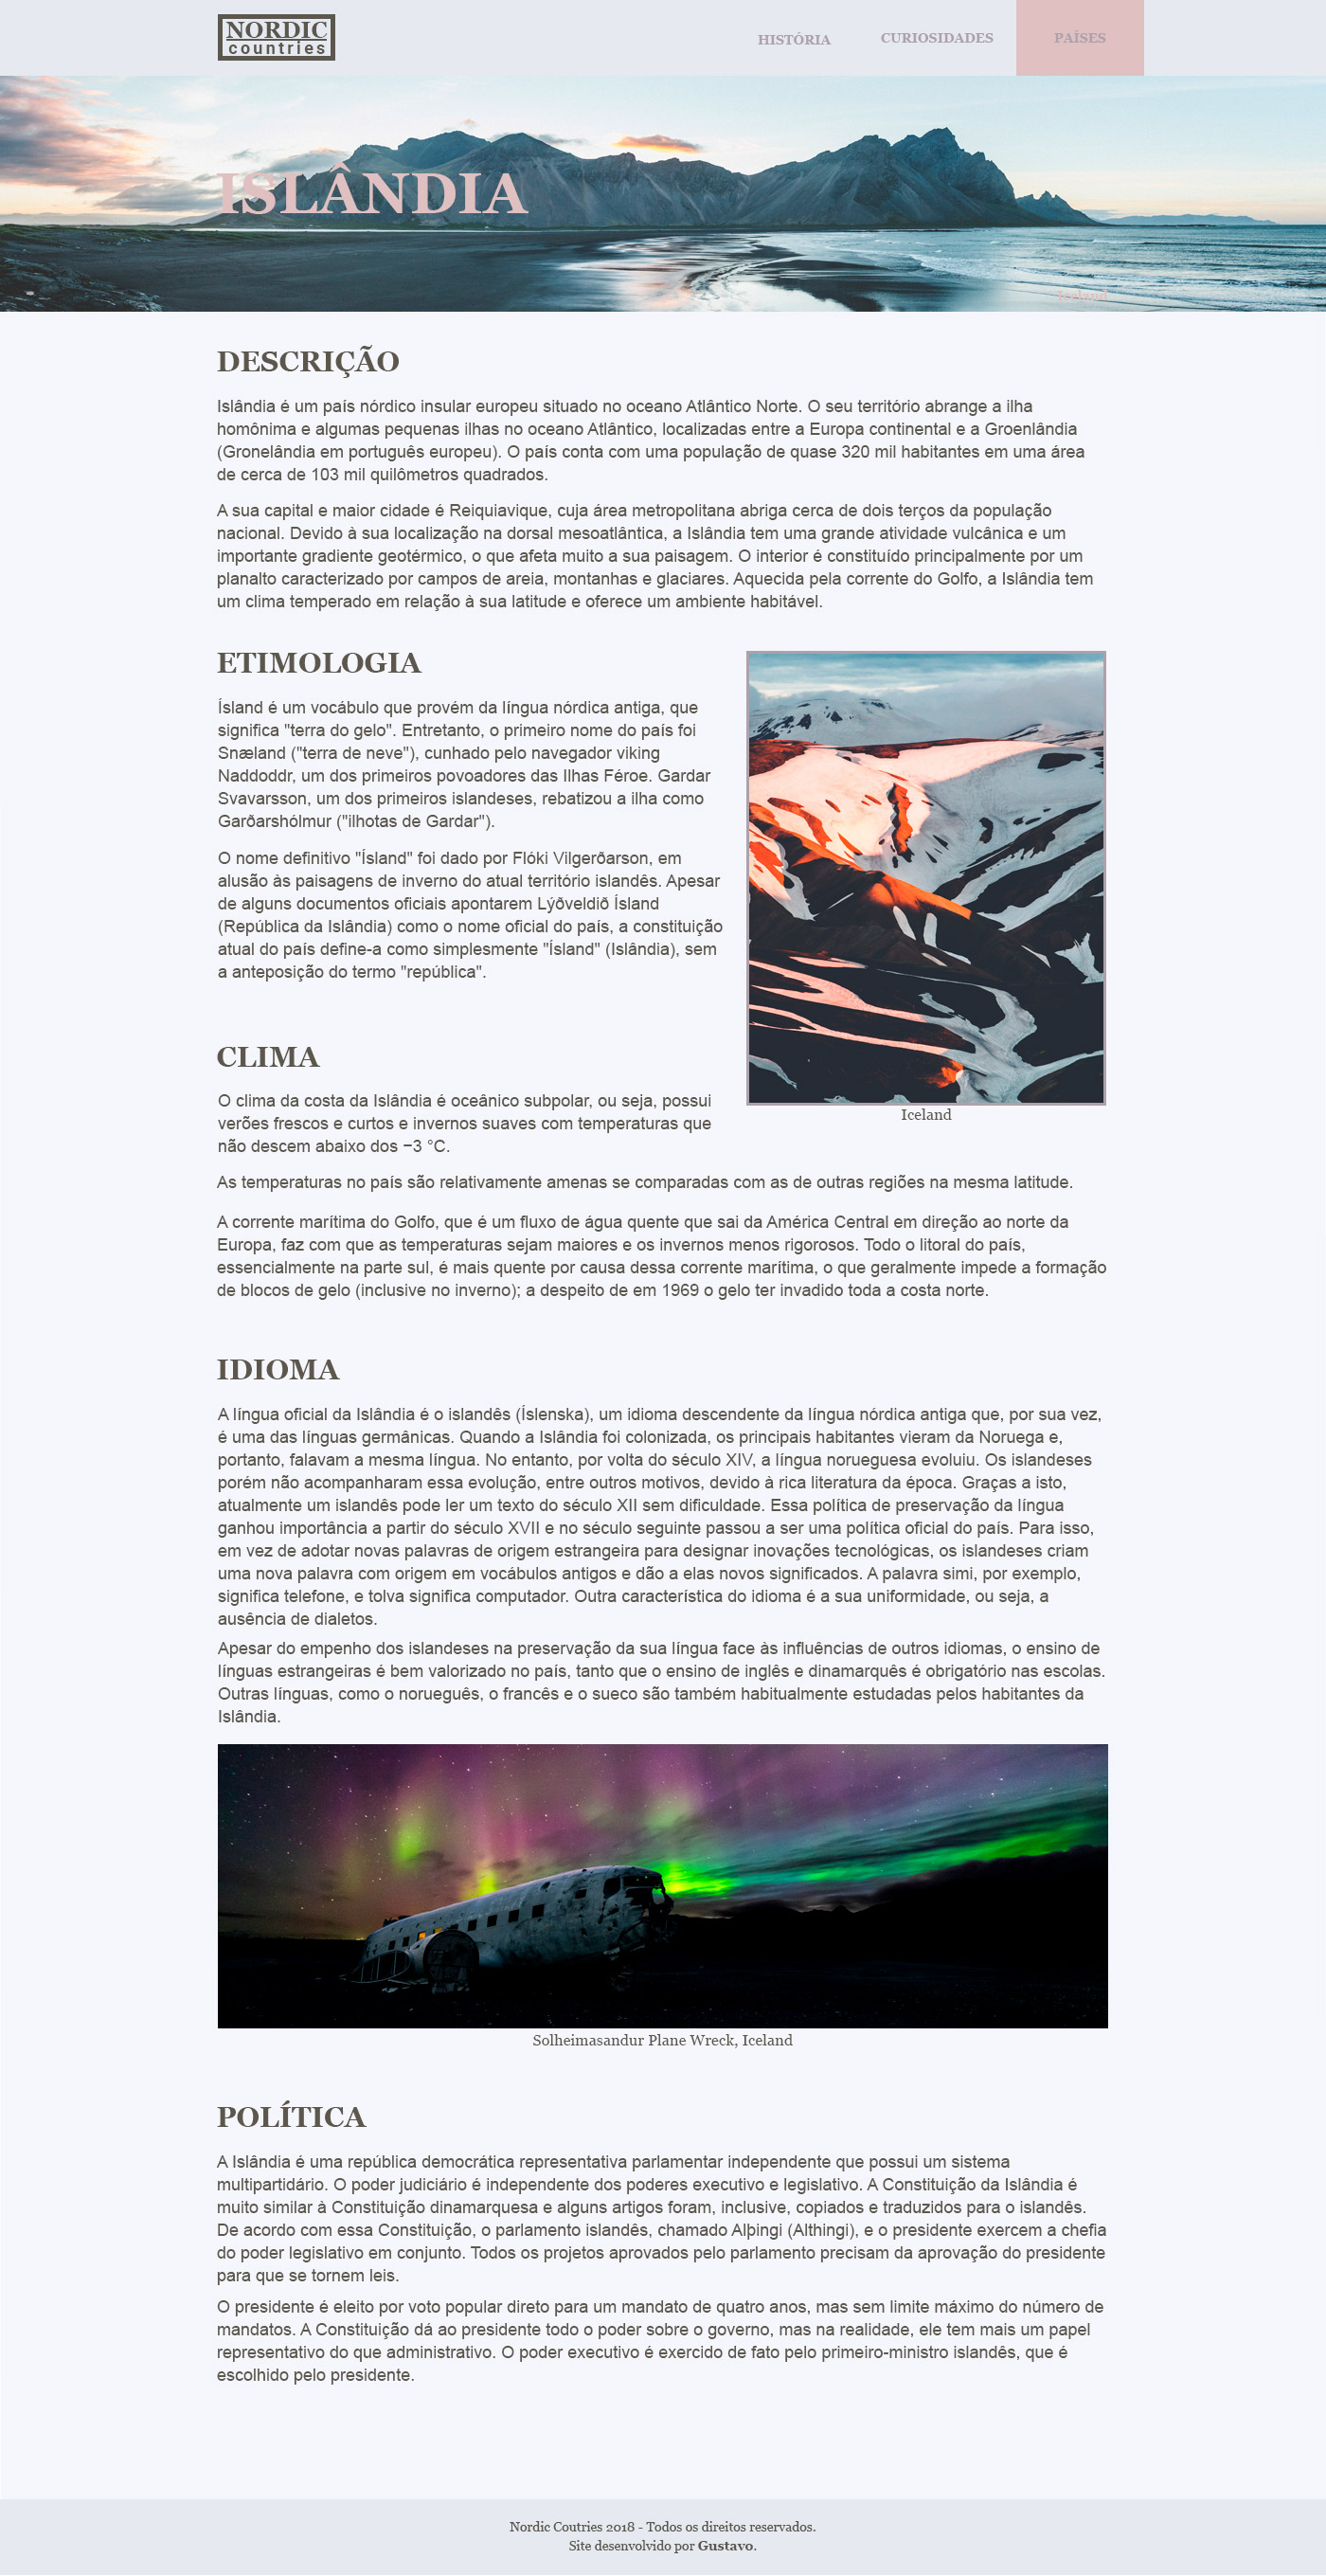 NORDIC
countries
HISTÓRIA
CURIOSIDADES
PAÍSES
ISLÂNDIA
Iceland
DESCRIÇÃO
Islândia é um país nórdico insular europeu situado no oceano Atlântico Norte. O seu território abrange a ilha
homônima e algumas pequenas ilhas no oceano Atlântico, localizadas entre a Europa continental e a Groenlândia
(Gronelândia em português europeu). O país conta com uma população de quase 320 mil habitantes em uma área
de cerca de 103 mil quilômetros quadrados.
A sua capital e maior cidade é Reiquiavique, cuja área metropolitana abriga cerca de dois terços da população
nacional. Devido à sua localização na dorsal mesoatlântica, a Islândia tem uma grande atividade vulcânica e um
importante gradiente geotérmico, o que afeta muito a sua paisagem. O interior é constituído principalmente por um
planalto caracterizado por campos de areia, montanhas e glaciares. Aquecida pela corrente do Golfo, a Islândia tem
um clima temperado em relação à sua latitude e oferece um ambiente habitável.
ETIMOLOGIA
Ísland é um vocábulo que provém da língua nórdica antiga, que
significa "terra do gelo". Entretanto, o primeiro nome do país foi
Snæland ("terra de neve"), cunhado pelo navegador viking
Naddoddr, um dos primeiros povoadores das Ilhas Féroe. Gardar
Svavarsson, um dos primeiros islandeses, rebatizou a ilha como
Garðarshólmur ("ilhotas de Gardar").
O nome definitivo "Ísland" foi dado por Flóki Vilgerðarson, em
alusão às paisagens de inverno do atual território islandês. Apesar
de alguns documentos oficiais apontarem Lýðveldið Ísland
(República da Islândia) como o nome oficial do país, a constituição
atual do país define-a como simplesmente "Ísland" (Islândia), sem
a anteposição do termo "república".
Iceland
CLIMA
O clima da costa da Islândia é oceânico subpolar, ou seja, possui
verões frescos e curtos e invernos suaves com temperaturas que
não descem abaixo dos −3 °C.
As temperaturas no país são relativamente amenas se comparadas com as de outras regiões na mesma latitude.
A corrente marítima do Golfo, que é um fluxo de água quente que sai da América Central em direção ao norte da
Europa, faz com que as temperaturas sejam maiores e os invernos menos rigorosos. Todo o litoral do país,
essencialmente na parte sul, é mais quente por causa dessa corrente marítima, o que geralmente impede a formação
de blocos de gelo (inclusive no inverno); a despeito de em 1969 o gelo ter invadido toda a costa norte.
IDIOMA
A língua oficial da Islândia é o islandês (Íslenska), um idioma descendente da língua nórdica antiga que, por sua vez,
é uma das línguas germânicas. Quando a Islândia foi colonizada, os principais habitantes vieram da Noruega e,
portanto, falavam a mesma língua. No entanto, por volta do século XIV, a língua norueguesa evoluiu. Os islandeses
porém não acompanharam essa evolução, entre outros motivos, devido à rica literatura da época. Graças a isto,
atualmente um islandês pode ler um texto do século XII sem dificuldade. Essa política de preservação da língua
ganhou importância a partir do século XVII e no século seguinte passou a ser uma política oficial do país. Para isso,
em vez de adotar novas palavras de origem estrangeira para designar inovações tecnológicas, os islandeses criam
uma nova palavra com origem em vocábulos antigos e dão a elas novos significados. A palavra simi, por exemplo,
significa telefone, e tolva significa computador. Outra característica do idioma é a sua uniformidade, ou seja, a
ausência de dialetos.
Apesar do empenho dos islandeses na preservação da sua língua face às influências de outros idiomas, o ensino de
línguas estrangeiras é bem valorizado no país, tanto que o ensino de inglês e dinamarquês é obrigatório nas escolas.
Outras línguas, como o norueguês, o francês e o sueco são também habitualmente estudadas pelos habitantes da
Islândia.
Solheimasandur Plane Wreck, Iceland
POLÍTICA
A Islândia é uma república democrática representativa parlamentar independente que possui um sistema
multipartidário. O poder judiciário é independente dos poderes executivo e legislativo. A Constituição da Islândia é
muito similar à Constituição dinamarquesa e alguns artigos foram, inclusive, copiados e traduzidos para o islandês.
De acordo com essa Constituição, o parlamento islandês, chamado Alþingi (Althingi), e o presidente exercem a chefia
do poder legislativo em conjunto. Todos os projetos aprovados pelo parlamento precisam da aprovação do presidente
para que se tornem leis.
O presidente é eleito por voto popular direto para um mandato de quatro anos, mas sem limite máximo do número de
mandatos. A Constituição dá ao presidente todo o poder sobre o governo, mas na realidade, ele tem mais um papel
representativo do que administrativo. O poder executivo é exercido de fato pelo primeiro-ministro islandês, que é
escolhido pelo presidente.
Nordic Coutries 2018 - Todos os direitos reservados.
Site desenvolvido por Gustavo.